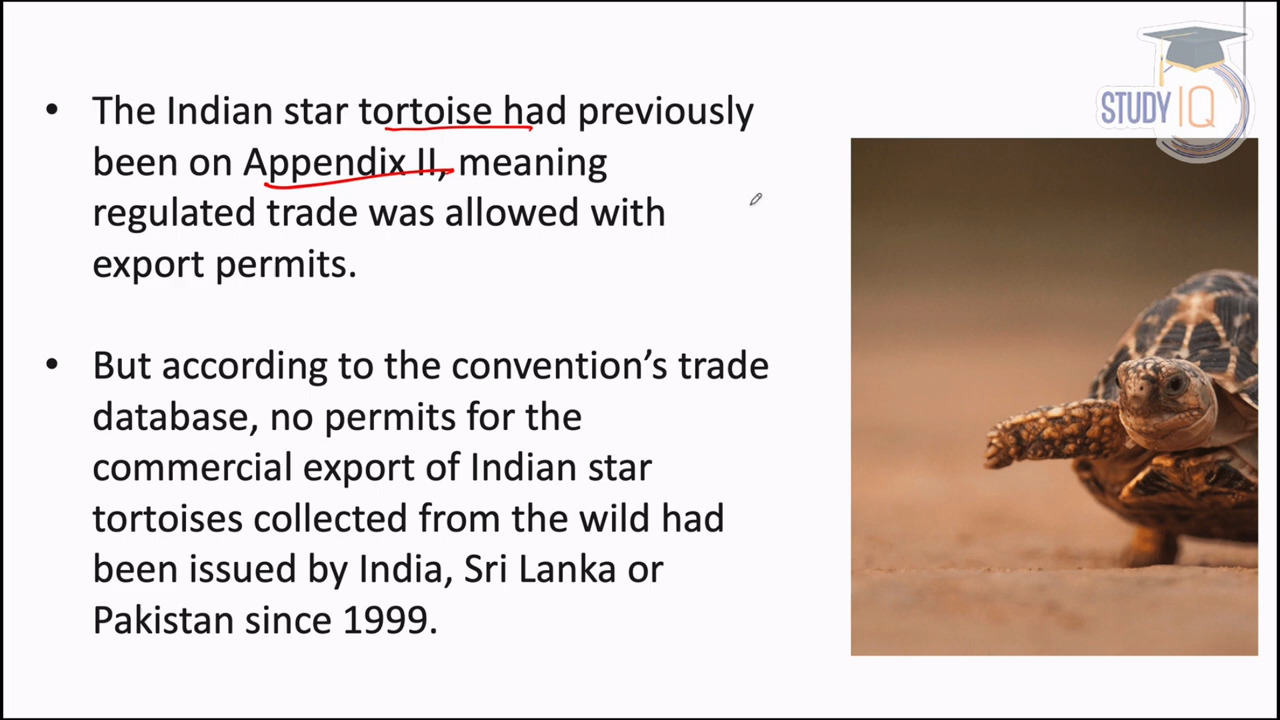 • The Indian star tortoise had previously
been on Appendix II, meaning
regulated trade was allowed with
export permits.
• But according to the convention’s trade
database, no permits for the
commercial export of Indian star
tortoises collected from the wild had
been issued by India, Sri Lanka or
Pakistan since 1999.
STUDY IQ